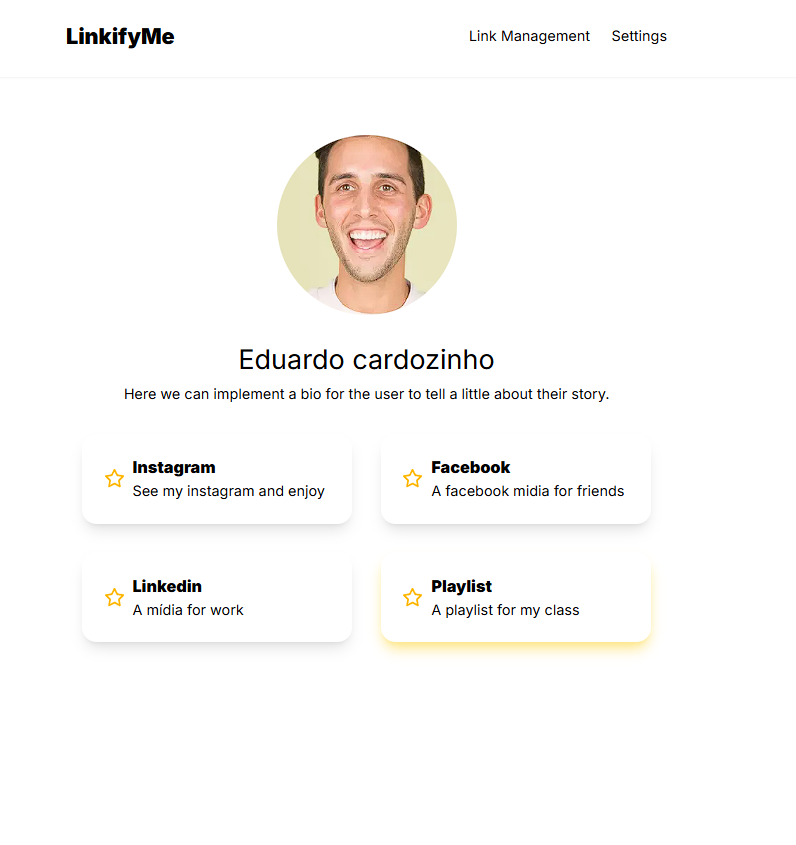 LinkifyMe
Link Management Settings
Eduardo cardozinho
Here we can implement a bio for the user to tell a little about their story.
Instagram
See my instagram and enjoy
Facebook
A facebook midia for friends
Linkedin
A mídia for work
Playlist
A playlist for my class